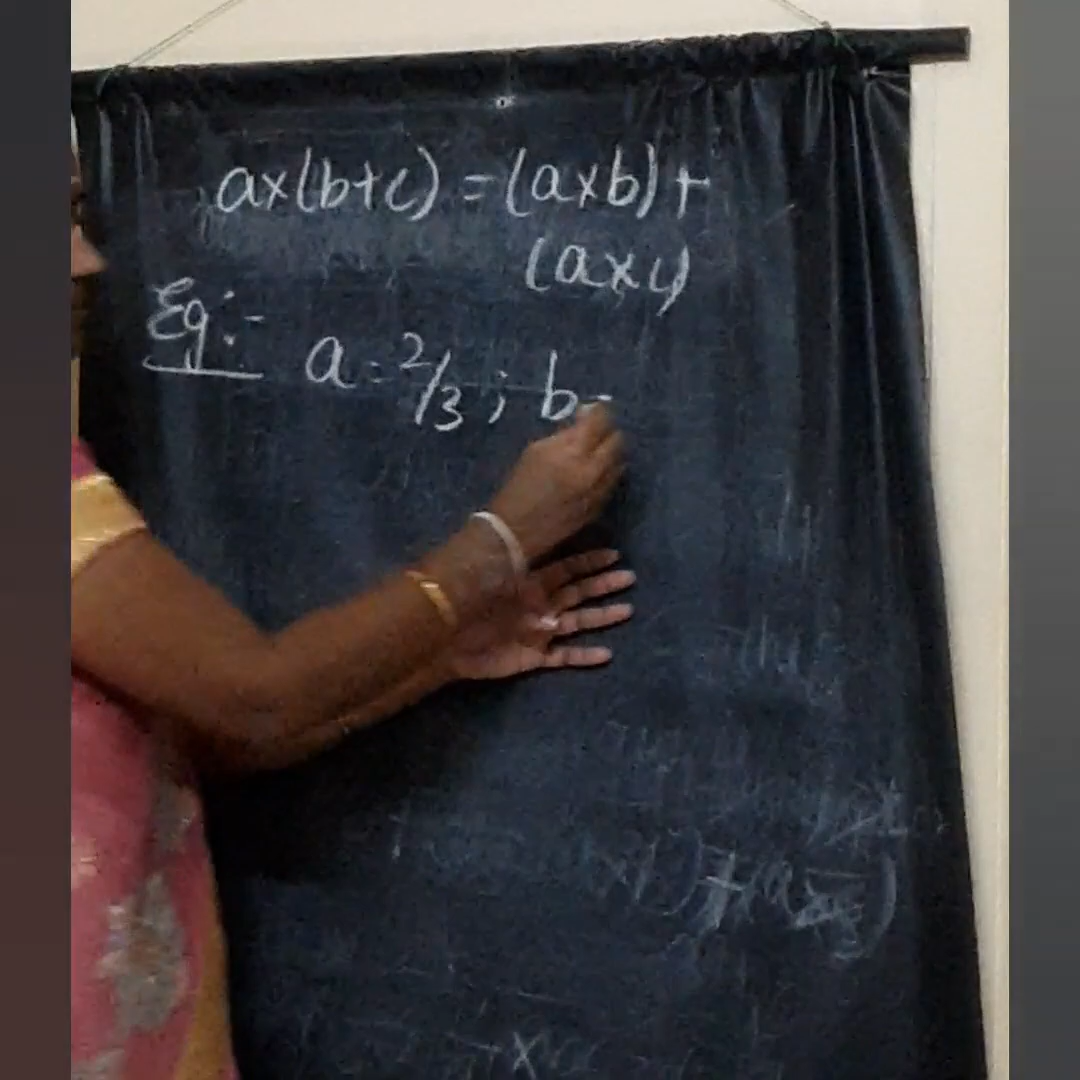 a×(b+c) = (a×b)+
(a×c)
Eg:-
a = 2/3 ; b =